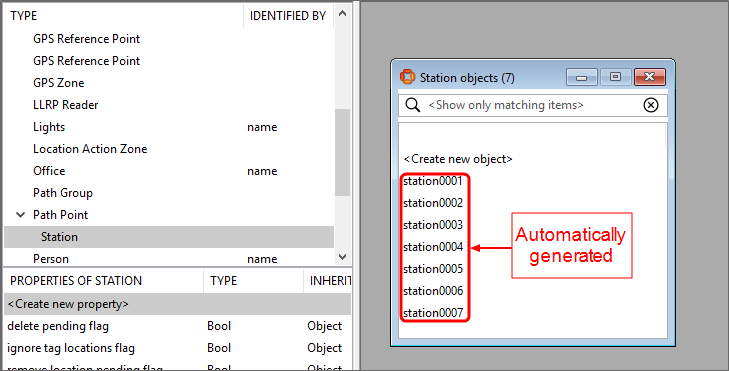 TYPE IDENTIFIED BY
GPS Reference Point
GPS Reference Point
GPS Zone
LLRP Reader
Lights name
Location Action Zone
Office name
Path Group
Path Point
Station
Person name
PROPERTIES OF STATION TYPE INHERIT
<Create new property>
delete pending flag Bool Object
ignore tag locations flag Bool Object
remove location pending flag Bool Object
Station objects (7)
<Show only matching items>
<Create new object>
station0001
station0002
station0003
station0004
station0005
station0006
station0007
Automatically
generated